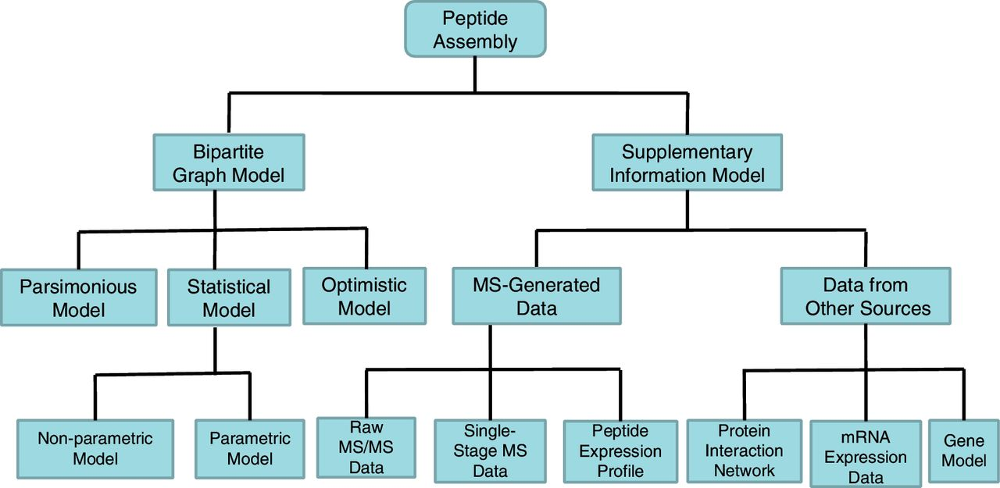 Peptide
Assembly
Bipartite
Graph Model
Supplementary
Information Model
Parsimonious
Model
Statistical
Model
Optimistic
Model
MS-Generated
Data
Data from
Other Sources
Non-parametric
Model
Parametric
Model
Raw
MS/MS
Data
Single-
Stage MS
Data
Peptide
Expression
Profile
Protein
Interaction
Network
mRNA
Expression
Data
Gene
Model